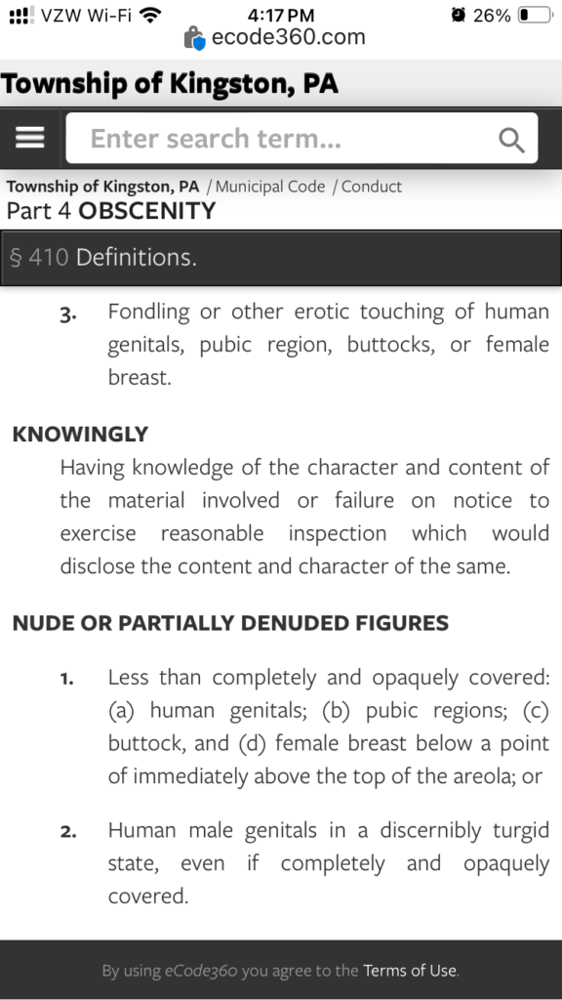 VZW Wi-Fi 4:17 PM 26%
ecode360.com
Township of Kingston, PA
Enter search term...
Township of Kingston, PA / Municipal Code / Conduct
Part 4 OBSCENITY
§ 410 Definitions.
3. Fondling or other erotic touching of human
genitals, pubic region, buttocks, or female
breast.
KNOWINGLY
Having knowledge of the character and content of
the material involved or failure on notice to
exercise reasonable inspection which would
disclose the content and character of the same.
NUDE OR PARTIALLY DENUDED FIGURES
1. Less than completely and opaquely covered:
(a) human genitals; (b) pubic regions; (c)
buttock, and (d) female breast below a point
of immediately above the top of the areola; or
2. Human male genitals in a discernibly turgid
state, even if completely and opaquely
covered.
By using eCode360 you agree to the Terms of Use.